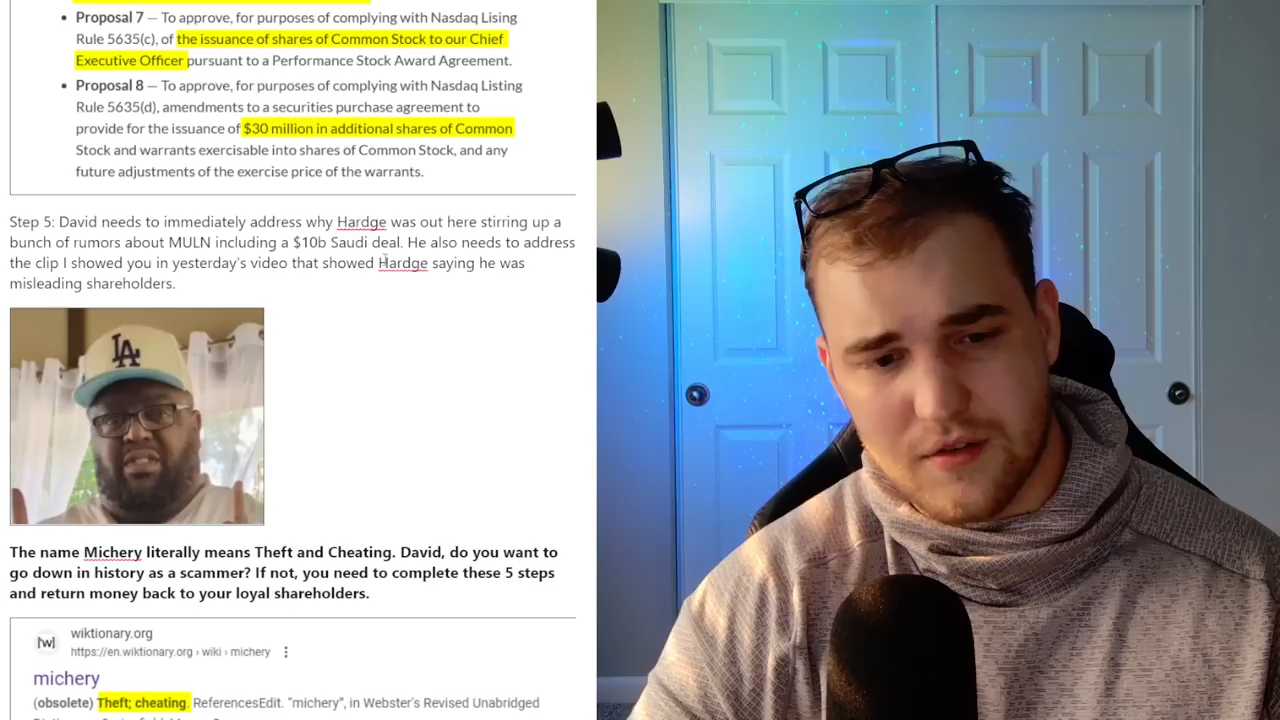 Proposal 7 — To approve, for purposes of complying with Nasdaq Lising
Rule 5635(c), of the issuance of shares of Common Stock to our Chief
Executive Officer pursuant to a Performance Stock Award Agreement.
Proposal 8 — To approve, for purposes of complying with Nasdaq Listing
Rule 5635(d), amendments to a securities purchase agreement to
provide for the issuance of $30 million in additional shares of Common
Stock and warrants exercisable into shares of Common Stock, and any
future adjustments of the exercise price of the warrants.
Step 5: David needs to immediately address why Hardge was out here stirring up a
bunch of rumors about MULN including a $10b Saudi deal. He also needs to address
the clip I showed you in yesterday's video that showed Hardge saying he was
misleading shareholders.
LA
The name Michery literally means Theft and Cheating. David, do you want to
go down in history as a scammer? If not, you need to complete these 5 steps
and return money back to your loyal shareholders.
[w]
wiktionary.org
https://en.wiktionary.org › wiki › michery
michery
(obsolete) Theft; cheating. ReferencesEdit. “michery”, in Webster's Revised Unabridged